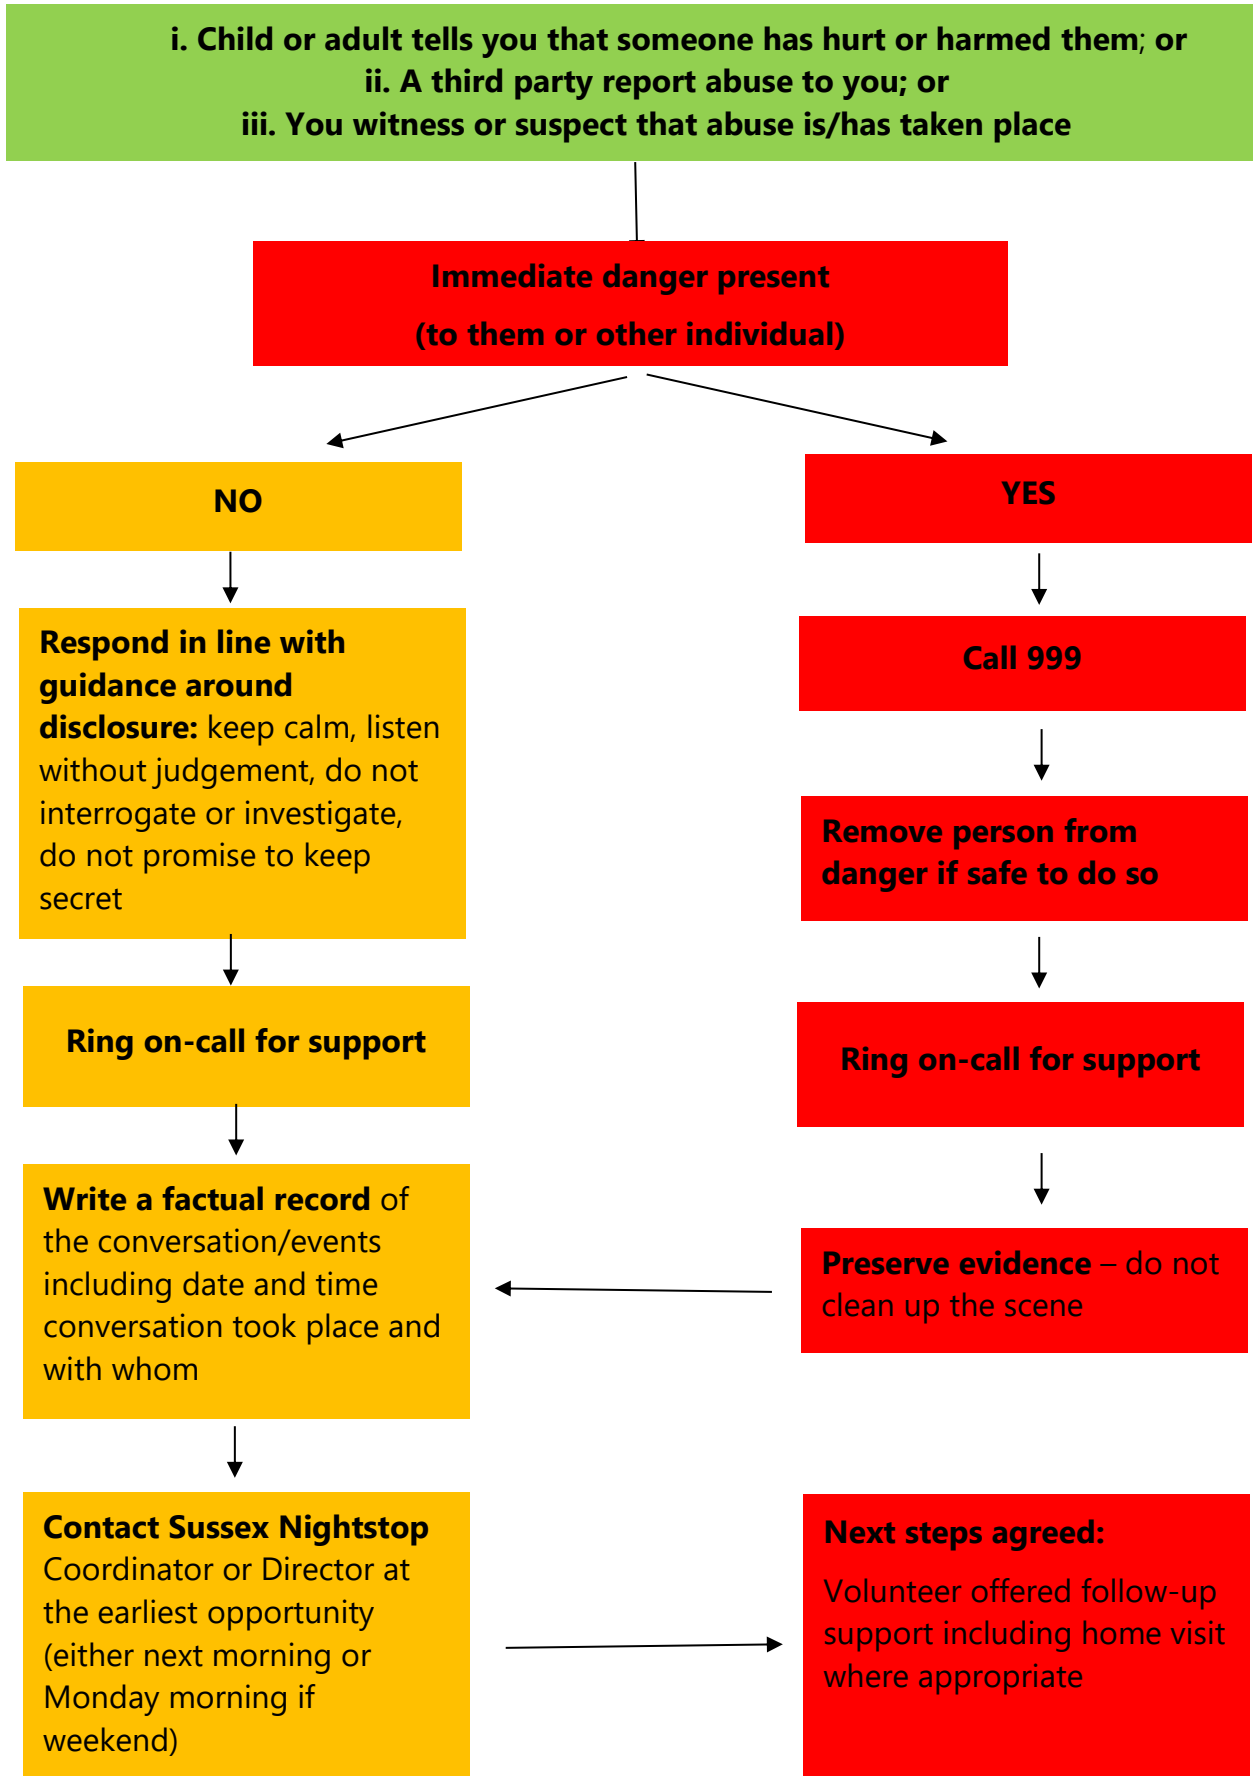 i. Child or adult tells you that someone has hurt or harmed them; or
ii. A third party report abuse to you; or
iii. You witness or suspect that abuse is/has taken place
Immediate danger present
(to them or other individual)
NO
YES
Respond in line with
guidance around
disclosure: keep calm, listen
without judgement, do not
interrogate or investigate,
do not promise to keep
secret
Call 999
Remove person from
danger if safe to do so
Ring on-call for support
Ring on-call for support
Write a factual record of
the conversation/events
including date and time
conversation took place and
with whom
Preserve evidence – do not
clean up the scene
Contact Sussex Nightstop
Coordinator or Director at
the earliest opportunity
(either next morning or
Monday morning if
weekend)
Next steps agreed:
Volunteer offered follow-up
support including home visit
where appropriate